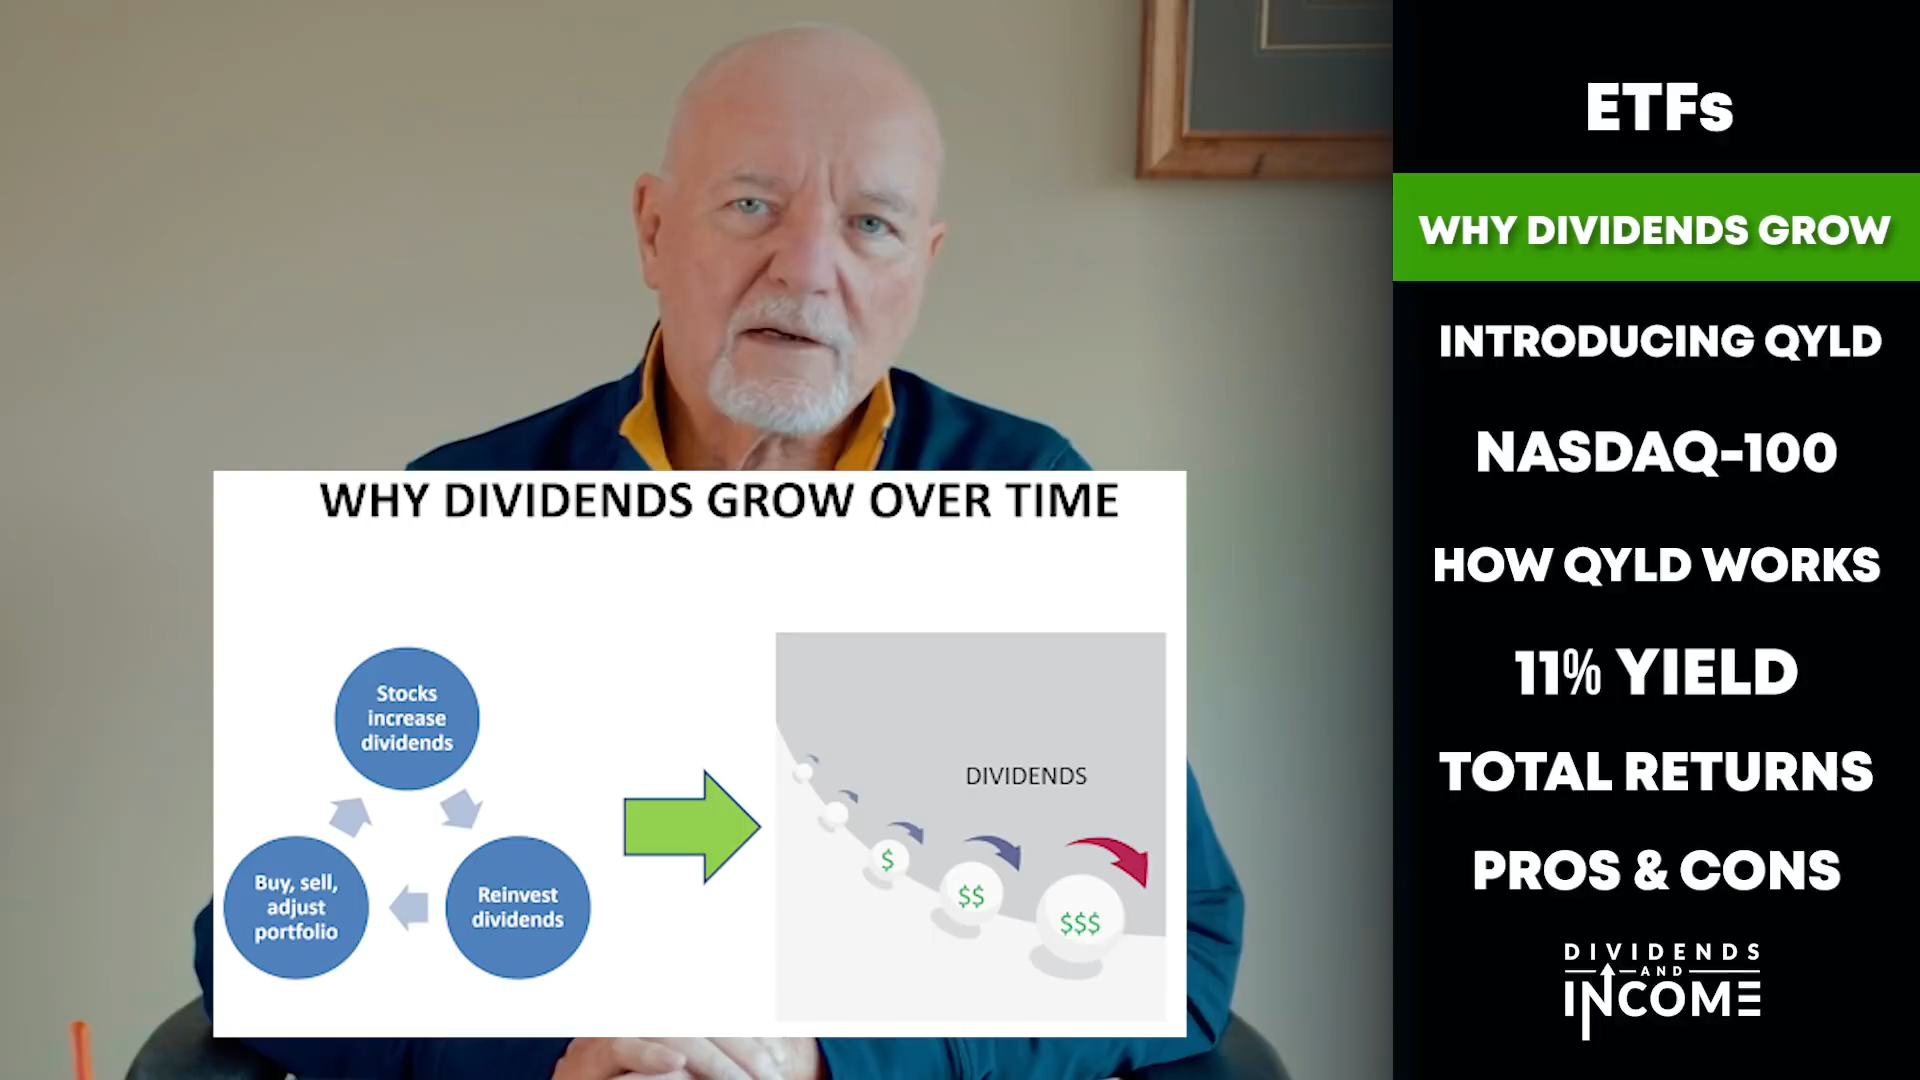 WHY DIVIDENDS GROW OVER TIME
Stocks
increase
dividends
Buy, sell,
adjust
portfolio
Reinvest
dividends
DIVIDENDS
$
$$
$$$
ETFs
WHY DIVIDENDS GROW
INTRODUCING QYLD
NASDAQ-100
HOW QYLD WORKS
11% YIELD
TOTAL RETURNS
PROS & CONS
DIVIDENDS
AND
INCOME